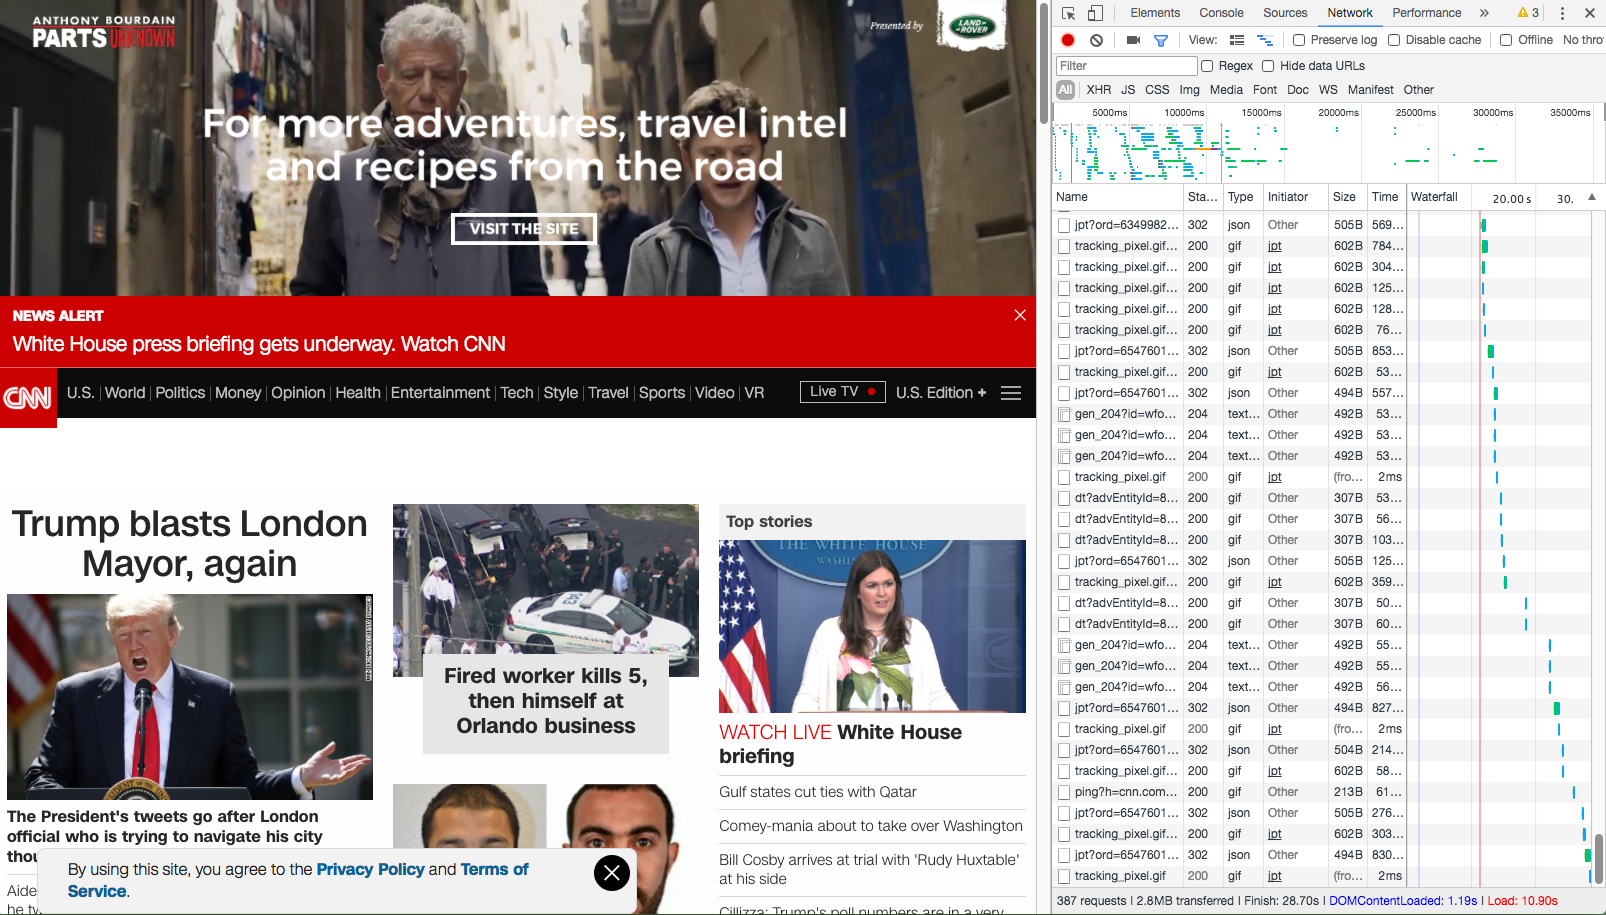 ANTHONY BOURDAIN
PARTS UNKNOWN
Presented by
LAND-
ROVER
For more adventures, travel intel
and recipes from the road
VISIT THE SITE
NEWS ALERT
White House press briefing gets underway. Watch CNN
CNN
U.S. World Politics Money Opinion Health Entertainment Tech Style Travel Sports Video VR
Live TV
U.S. Edition +
Trump blasts London
Mayor, again
The President's tweets go after London
official who is trying to navigate his city
thou
Aide
he tv
Fired worker kills 5,
then himself at
Orlando business
Top stories
THE WHITE HOUSE
WASHING
WATCH LIVE White House
briefing
Gulf states cut ties with Qatar
Comey-mania about to take over Washington
Bill Cosby arrives at trial with 'Rudy Huxtable'
at his side
Cillizza: Trump's poll numbers are in a very
By using this site, you agree to the Privacy Policy and Terms of
Service.
Elements Console Sources Network Performance » 3
View: Preserve log Disable cache Offline No thro
Filter Regex Hide data URLs
All XHR JS CSS Img Media Font Doc WS Manifest Other
5000ms 10000ms 15000ms 20000ms 25000ms 30000ms 35000ms
Name Sta... Type Initiator Size Time Waterfall 20.00 s 30.
jpt?ord=6349982... 302 json Other 505B 569...
tracking_pixel.gif... 200 gif jpt 602B 784...
tracking_pixel.gif... 200 gif jpt 602B 304...
tracking_pixel.gif... 200 gif jpt 602B 125...
tracking_pixel.gif... 200 gif jpt 602B 128...
tracking_pixel.gif... 200 gif jpt 602B 76...
jpt?ord=6547601... 302 json Other 505B 853...
tracking_pixel.gif... 200 gif jpt 602B 53...
jpt?ord=6547601... 302 json Other 494B 557...
gen_204?id=wfo... 204 text... Other 492B 53...
gen_204?id=wfo... 204 text... Other 492B 53...
gen_204?id=wfo... 204 text... Other 492B 53...
tracking_pixel.gif 200 gif jpt (fro... 2ms
dt?advEntityId=8... 200 gif Other 307B 53...
dt?advEntityId=8... 200 gif Other 307B 56...
dt?advEntityId=8... 200 gif Other 307B 103...
jpt?ord=6547601... 302 json Other 505B 125...
tracking_pixel.gif... 200 gif jpt 602B 359...
dt?advEntityId=8... 200 gif Other 307B 50...
dt?advEntityId=8... 200 gif Other 307B 60...
gen_204?id=wfo... 204 text... Other 492B 55...
gen_204?id=wfo... 204 text... Other 492B 55...
gen_204?id=wfo... 204 text... Other 492B 56...
jpt?ord=6547601... 302 json Other 494B 827...
tracking_pixel.gif 200 gif jpt (fro... 2ms
jpt?ord=6547601... 302 json Other 504B 214...
tracking_pixel.gif... 200 gif jpt 602B 58...
ping?h=cnn.com... 200 gif Other 213B 61...
jpt?ord=6547601... 302 json Other 505B 276...
tracking_pixel.gif... 200 gif jpt 602B 303...
jpt?ord=6547601... 302 json Other 494B 830...
tracking_pixel.gif 200 gif jpt (fro... 2ms
387 requests | 2.8MB transferred | Finish: 28.70s | DOMContentLoaded: 1.19s | Load: 10.90s